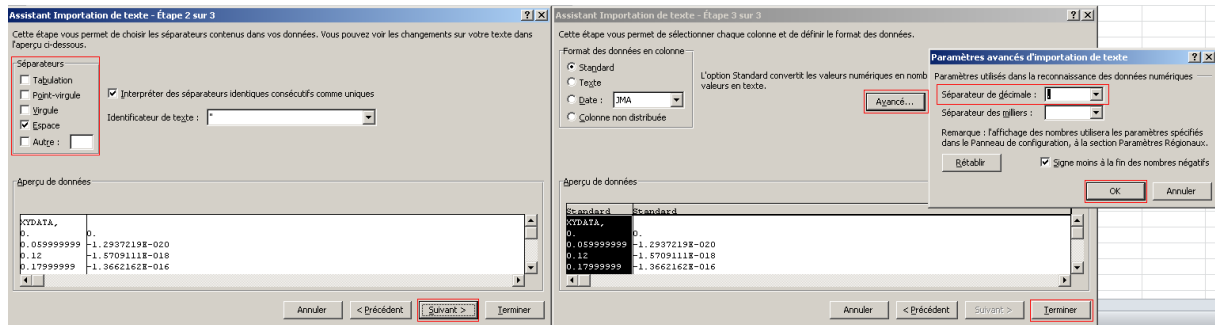 Assistant Importation de texte - Étape 2 sur 3
Cette étape vous permet de choisir les séparateurs contenus dans vos données. Vous pouvez voir les changements sur votre texte dans
l'aperçu ci-dessous.
Séparateurs
Tabulation
Point-virgule
Virgule
Espace
Autre :
Interpréter des séparateurs identiques consécutifs comme uniques
Identificateur de texte : "
Aperçu de données
XYDATA,
0. 0.
0.059999999 -1.2937219E-020
0.12 -1.5709111E-018
0.17999999 -1.3662162E-016
Annuler < Précédent Suivant > Terminer
Assistant Importation de texte - Étape 3 sur 3
Cette étape vous permet de sélectionner chaque colonne et de définir le format des données.
Format des données en colonne
Standard
Texte
Date : JMA
Colonne non distribuée
L'option Standard convertit les valeurs numériques en nomb
valeurs en texte.
Avancé...
Aperçu de données
Standard Standard
XYDATA,
0. 0.
0.059999999 -1.2937219E-020
0.12 -1.5709111E-018
0.17999999 -1.3662162E-016
Annuler < Précédent Suivant > Terminer
Paramètres avancés d'importation de texte
Paramètres utilisés dans la reconnaissance des données numériques
Séparateur de décimale :
Séparateur des milliers :
Remarque : l'affichage des nombres utilisera les paramètres spécifiés
dans le Panneau de configuration, à la section Paramètres Régionaux.
Rétablir
Signe moins à la fin des nombres négatifs
OK Annuler